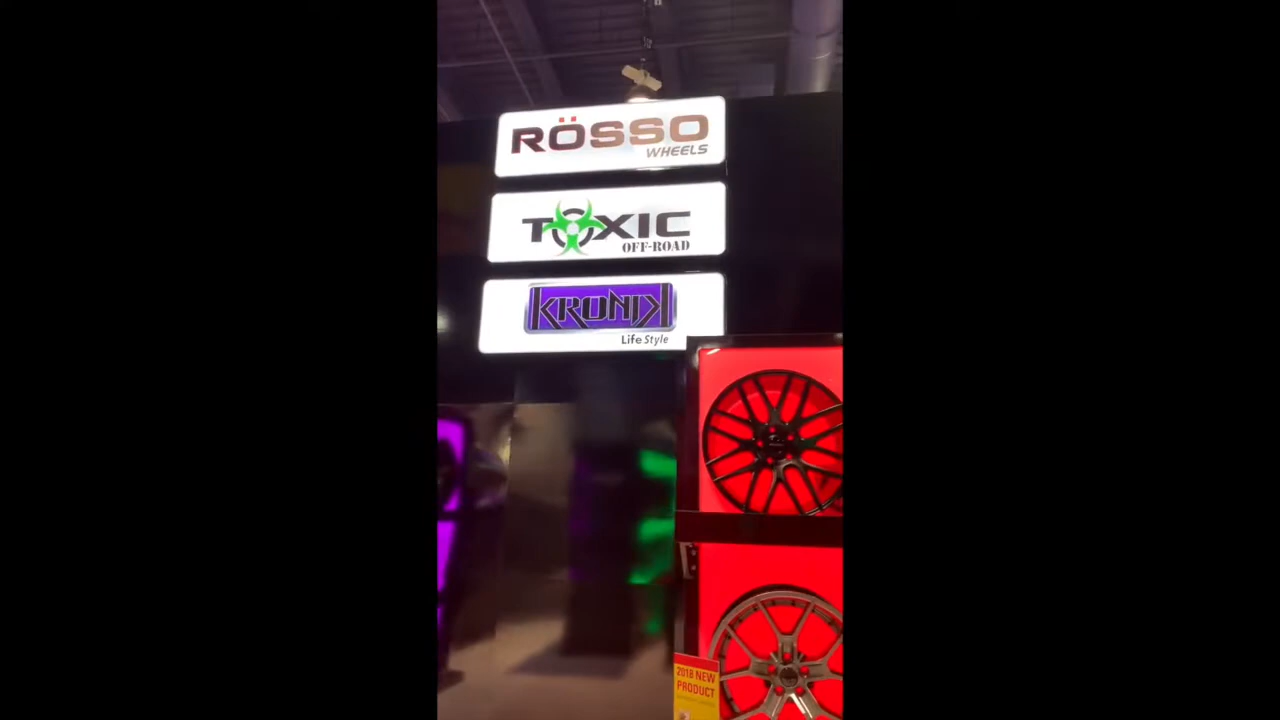 RÖSSO
WHEELS
TOXIC
OFF-ROAD
KRONIK
Life Style
2018 NEW
PRODUCT